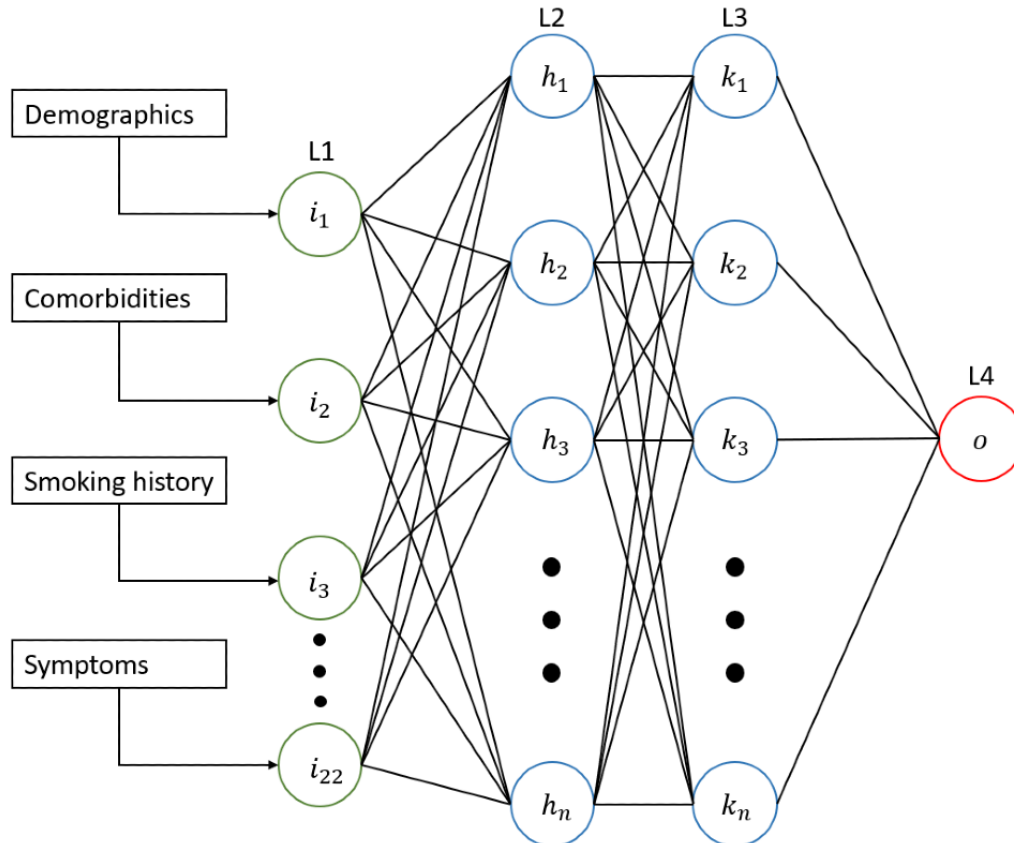 L2
L3
h₁
k₁
Demographics
L1
i₁
h₂
k₂
Comorbidities
L4
i₂
h₃
k₃
o
Smoking history
i₃
Symptoms
i₂₂
hₙ
kₙ